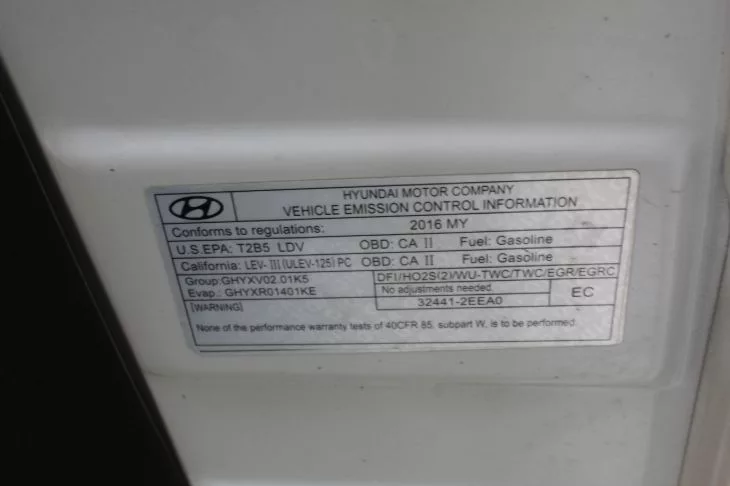 HYUNDAI MOTOR COMPANY
VEHICLE EMISSION CONTROL INFORMATION
Conforms to regulations: 2016 MY
U.S.EPA: T2B5 LDV OBD: CA II Fuel: Gasoline
California: LEV-III(ULEV-125) PC OBD: CA II Fuel: Gasoline
Group:GHYXV02.01K5 DFI/HO2S(2)/WU-TWC/TWC/EGR/EGRC
Evap.: GHYXR01401KE No adjustments needed. EC
32441-2EEA0
[WARNING]
None of the performance warranty tests of 40CFR 85, subpart W, is to be performed.